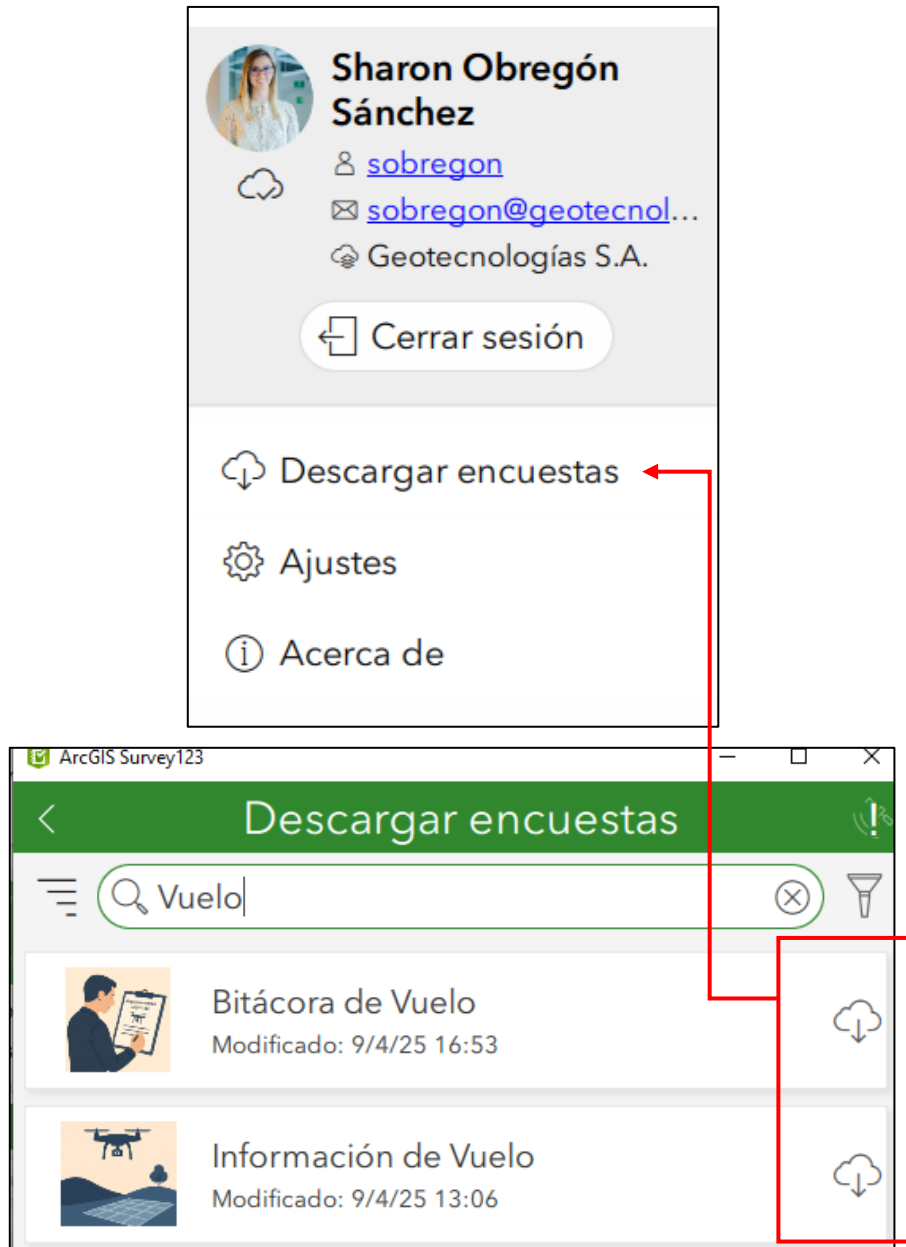 Sharon Obregón
Sánchez
sobregon
sobregon@geotecnol...
Geotecnologías S.A.
Cerrar sesión
Descargar encuestas
Ajustes
Acerca de
ArcGIS Survey123
Descargar encuestas
Vuelo
Bitácora de Vuelo
Modificado: 9/4/25 16:53
Información de Vuelo
Modificado: 9/4/25 13:06